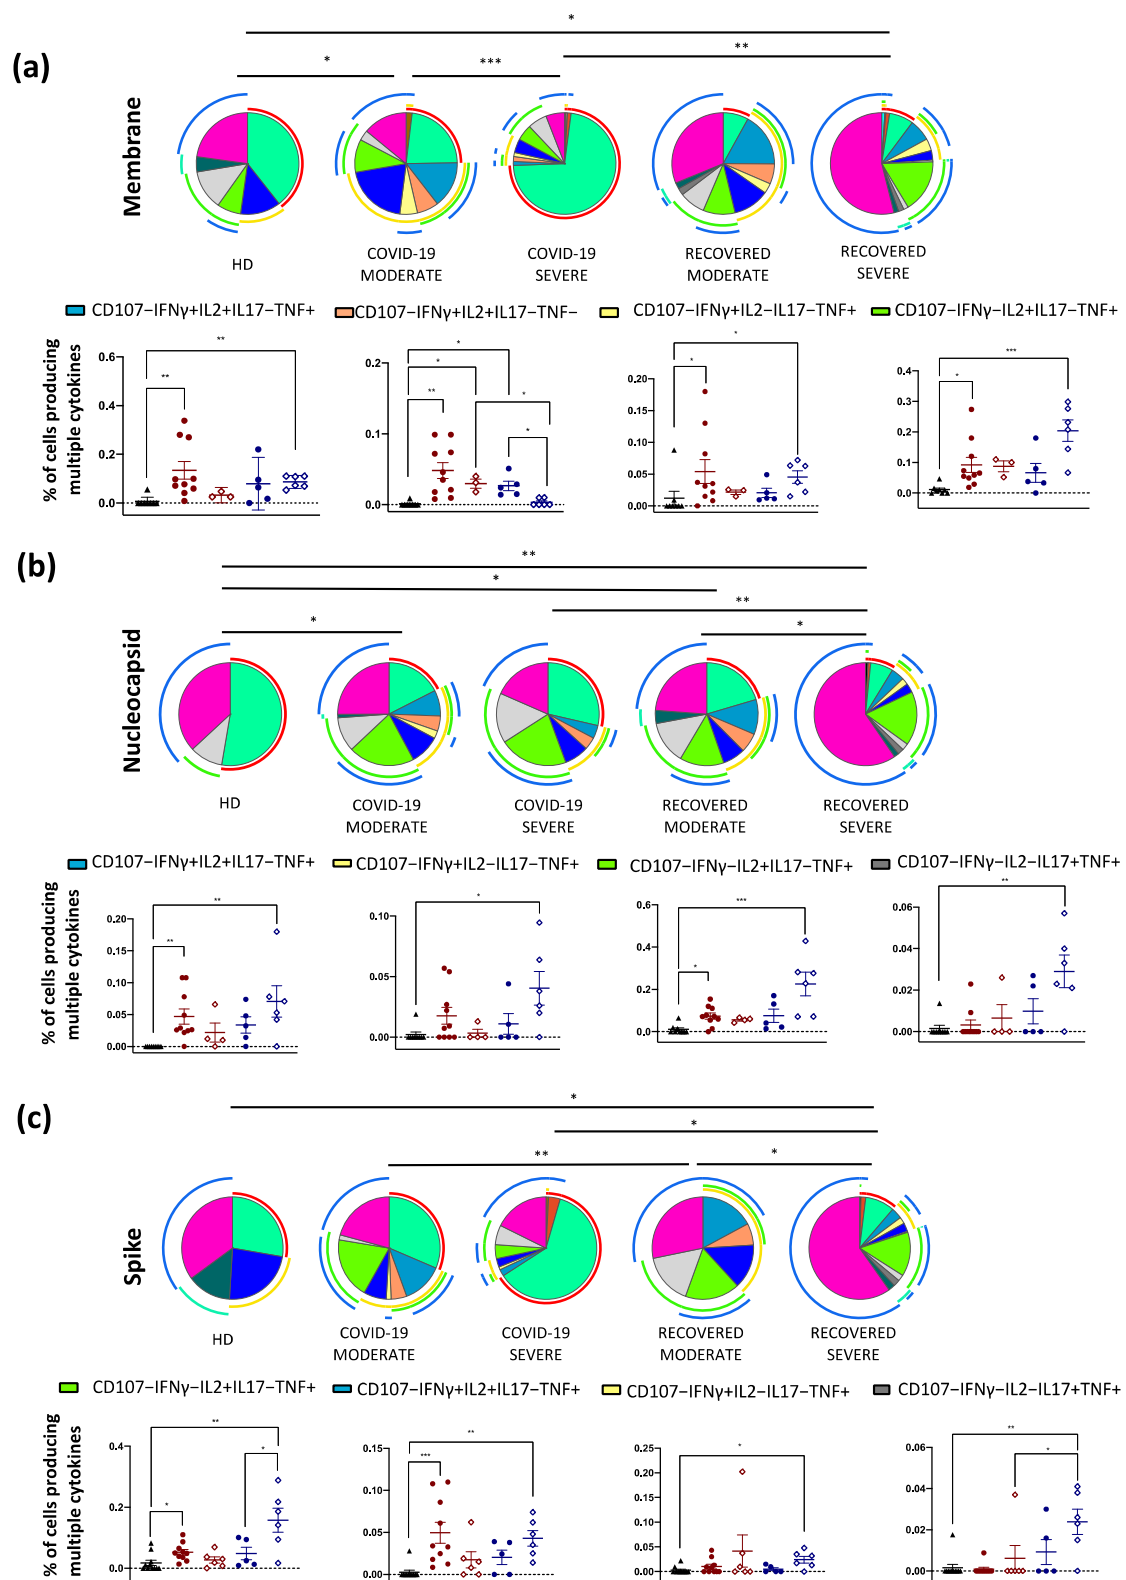 *
**
(a)
*
***
Membrane
HD
COVID-19
MODERATE
COVID-19
SEVERE
RECOVERED
MODERATE
RECOVERED
SEVERE
CD107−IFNγ+IL2+IL17−TNF+
CD107−IFNγ+IL2+IL17−TNF−
CD107−IFNγ+IL2−IL17−TNF+
CD107−IFNγ−IL2+IL17−TNF+
% of cells producing
multiple cytokines
0.6
0.4
0.2
0.0
**
**
0.2
0.1
0.0
*
*
**
*
*
0.20
0.15
0.10
0.05
0.00
*
*
0.4
0.3
0.2
0.1
0.0
***
*
(b)
**
*
**
*
*
Nucleocapsid
HD
COVID-19
MODERATE
COVID-19
SEVERE
RECOVERED
MODERATE
RECOVERED
SEVERE
CD107−IFNγ+IL2+IL17−TNF+
CD107−IFNγ+IL2−IL17−TNF+
CD107−IFNγ−IL2+IL17−TNF+
CD107−IFNγ−IL2−IL17+TNF+
% of cells producing
multiple cytokines
0.20
0.15
0.10
0.05
0.00
**
**
0.10
0.05
0.00
*
0.6
0.4
0.2
0.0
***
*
0.06
0.04
0.02
0.00
**
(c)
*
*
**
*
Spike
HD
COVID-19
MODERATE
COVID-19
SEVERE
RECOVERED
MODERATE
RECOVERED
SEVERE
CD107−IFNγ−IL2+IL17−TNF+
CD107−IFNγ+IL2+IL17−TNF+
CD107−IFNγ+IL2−IL17−TNF+
CD107−IFNγ−IL2−IL17+TNF+
% of cells producing
multiple cytokines
0.4
0.2
0.0
**
*
*
0.15
0.10
0.05
0.00
**
***
0.25
0.20
0.15
0.10
0.05
0.00
*
0.06
0.04
0.02
0.00
**
*